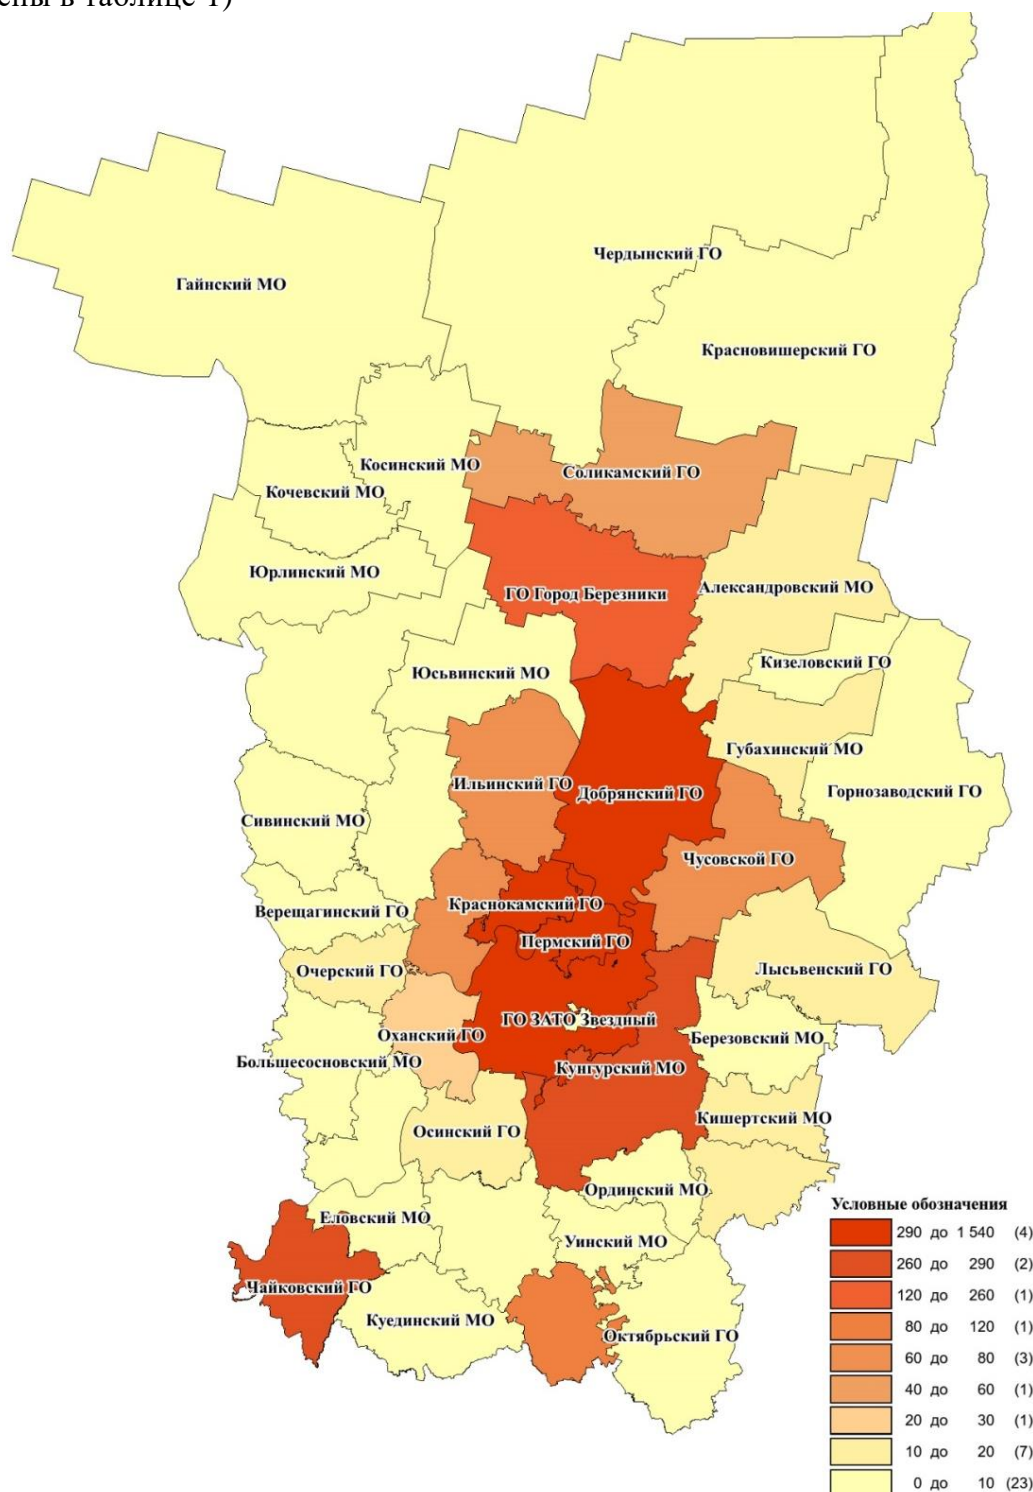 ены в таблице 1)
Чердынский ГО
Гайнский МО
Красновишерский ГО
Косинский МО
Соликамский ГО
Кочевский МО
Юрлинский МО
Александровский МО
ГО Город Березники
Кизеловский ГО
Юсьвинский МО
Губахинский МО
Ильинский ГО
Добрянский ГО
Горнозаводский ГО
Сивинский МО
Чусовской ГО
Краснокамский ГО
Верещагинский ГО
Пермский ГО
Очерский ГО
Лысьвенский ГО
ГО ЗАТО Звездный
Оханский ГО
Березовский МО
Большесосновский МО
Кунгурский МО
Кишертский МО
Осинский ГО
Ординский МО
Еловский МО
Уинский МО
Чайковский ГО
Куединский МО
Октябрьский ГО
Условные обозначения
290 до 1 540 (4)
260 до 290 (2)
120 до 260 (1)
80 до 120 (1)
60 до 80 (3)
40 до 60 (1)
20 до 30 (1)
10 до 20 (7)
0 до 10 (23)